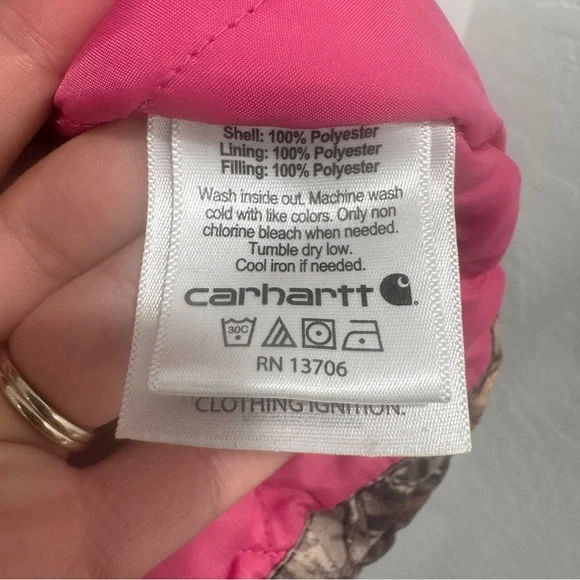 Shell: 100% Polyester
Lining: 100% Polyester
Filling: 100% Polyester
Wash inside out. Machine wash
cold with like colors. Only non
chlorine bleach when needed.
Tumble dry low.
Cool iron if needed.
carhartt
30C
RN 13706
CLOTHING IGNITION.